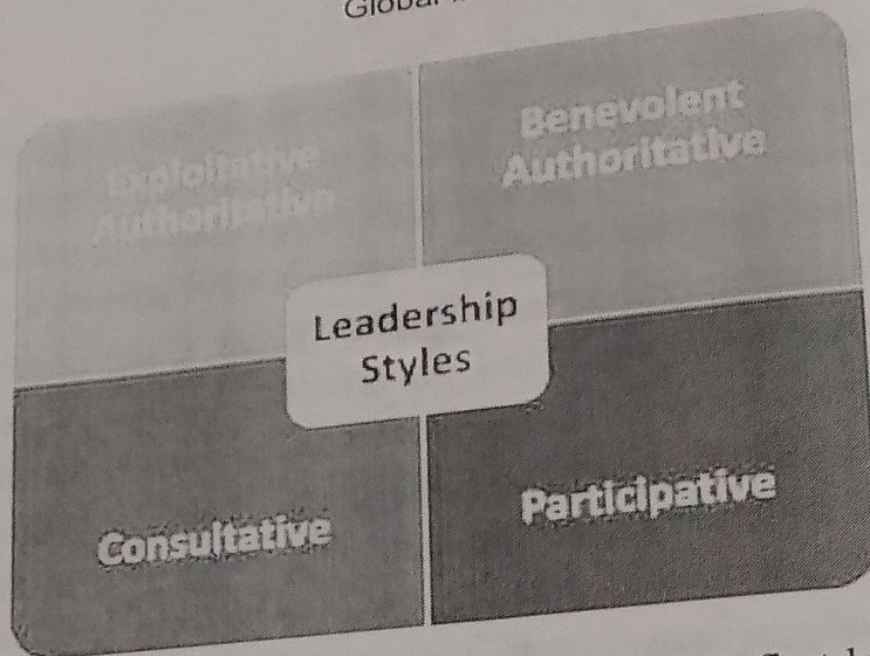 Exploitative
Authoritative
Benevolent
Authoritative
Leadership
Styles
Consultative
Participative